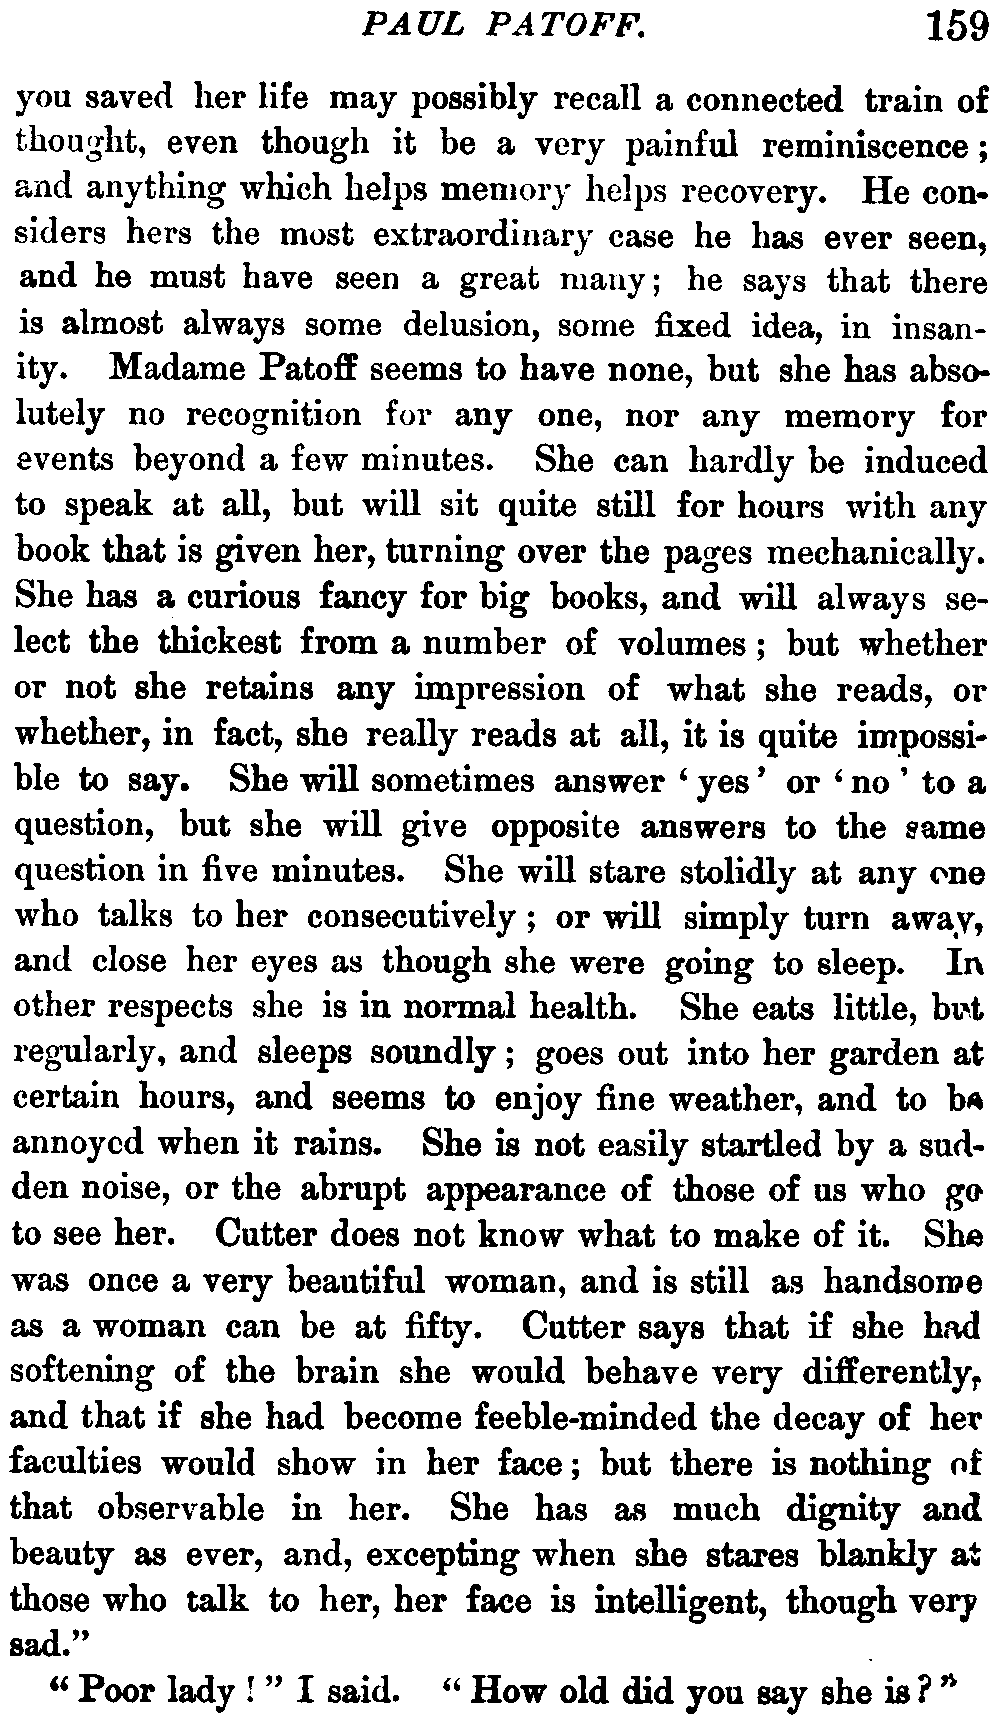 PAUL PATOFF. 159
you saved her life may possibly recall a connected train of
thought, even though it be a very painful reminiscence;
and anything which helps memory helps recovery. He con-
siders hers the most extraordinary case he has ever seen,
and he must have seen a great many; he says that there
is almost always some delusion, some fixed idea, in insan-
ity. Madame Patoff seems to have none, but she has abso-
lutely no recognition for any one, nor any memory for
events beyond a few minutes. She can hardly be induced
to speak at all, but will sit quite still for hours with any
book that is given her, turning over the pages mechanically.
She has a curious fancy for big books, and will always se-
lect the thickest from a number of volumes; but whether
or not she retains any impression of what she reads, or
whether, in fact, she really reads at all, it is quite impossi-
ble to say. She will sometimes answer ‘yes’ or ‘no’ to a
question, but she will give opposite answers to the same
question in five minutes. She will stare stolidly at any one
who talks to her consecutively; or will simply turn away,
and close her eyes as though she were going to sleep. In
other respects she is in normal health. She eats little, but
regularly, and sleeps soundly; goes out into her garden at
certain hours, and seems to enjoy fine weather, and to be
annoyed when it rains. She is not easily startled by a sud-
den noise, or the abrupt appearance of those of us who go
to see her. Cutter does not know what to make of it. She
was once a very beautiful woman, and is still as handsome
as a woman can be at fifty. Cutter says that if she had
softening of the brain she would behave very differently,
and that if she had become feeble-minded the decay of her
faculties would show in her face; but there is nothing of
that observable in her. She has as much dignity and
beauty as ever, and, excepting when she stares blankly at
those who talk to her, her face is intelligent, though very
sad.”
“Poor lady!” I said. “How old did you say she is?”